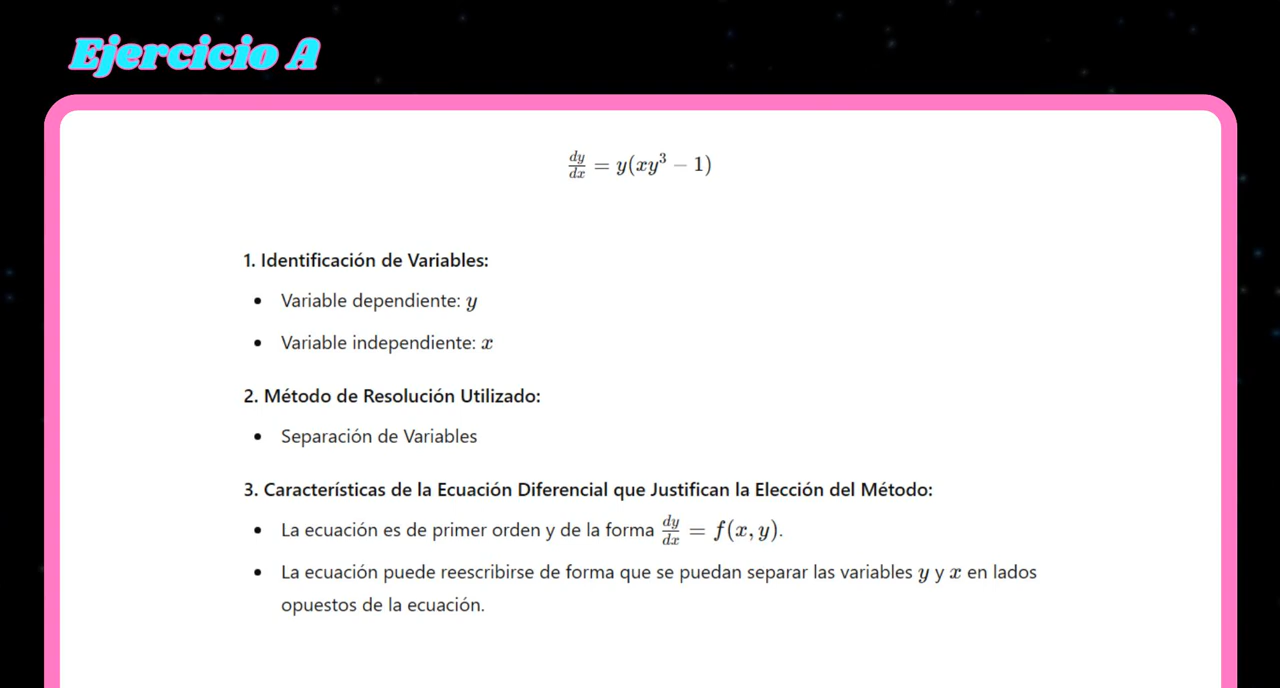 Ejercicio A
dy/dx = y(xy³ − 1)
1. Identificación de Variables:
• Variable dependiente: y
• Variable independiente: x
2. Método de Resolución Utilizado:
• Separación de Variables
3. Características de la Ecuación Diferencial que Justifican la Elección del Método:
• La ecuación es de primer orden y de la forma dy/dx = f(x, y).
• La ecuación puede reescribirse de forma que se puedan separar las variables y y x en lados
opuestos de la ecuación.